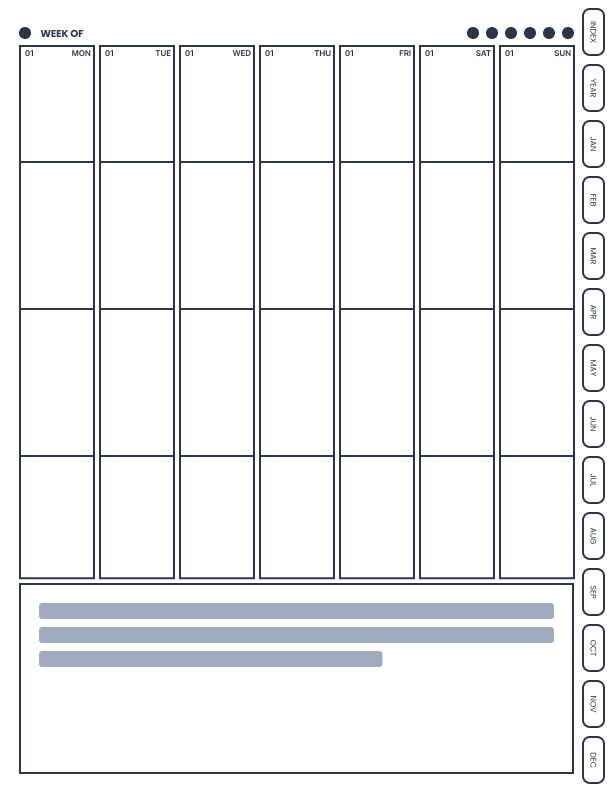 WEEK OF
01 MON 01 TUE 01 WED 01 THU 01 FRI 01 SAT 01 SUN
INDEX
YEAR
JAN
FEB
MAR
APR
MAY
JUN
JUL
AUG
SEP
OCT
NOV
DEC